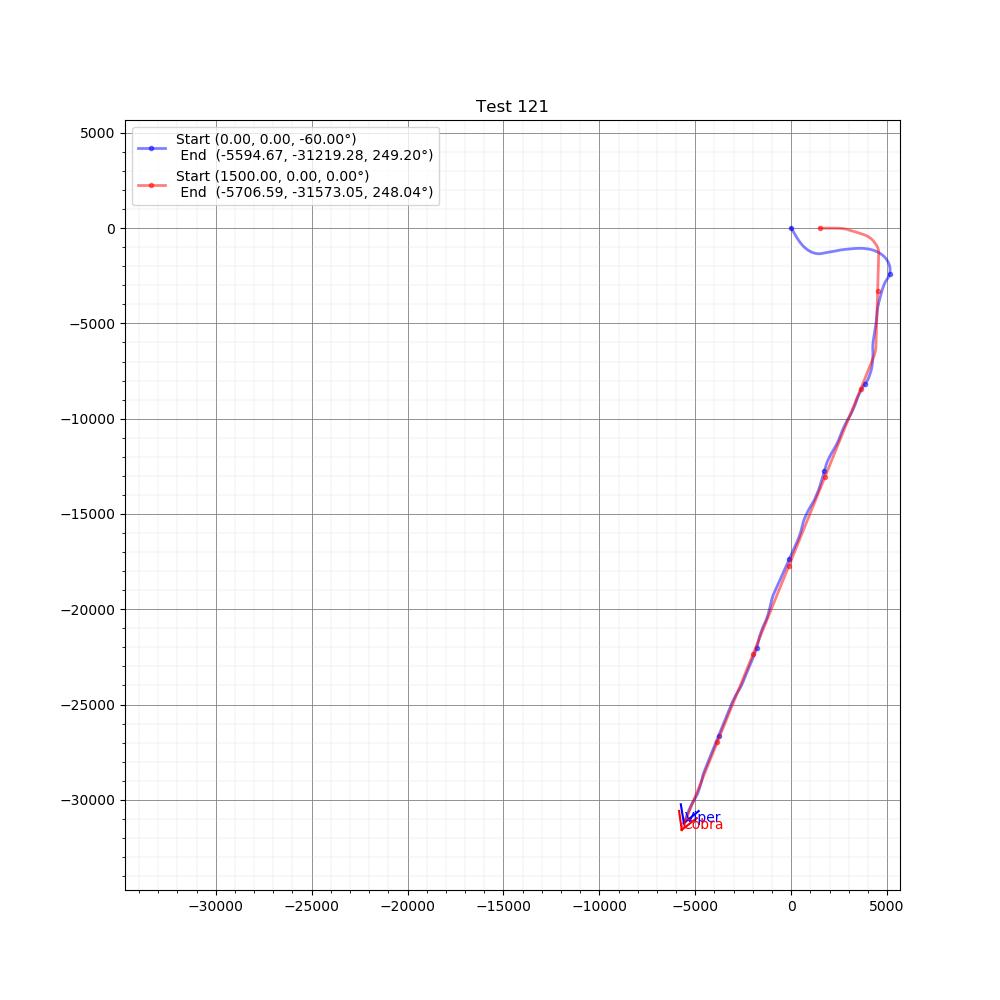 Test 121
Start (0.00, 0.00, -60.00°)
End (-5594.67, -31219.28, 249.20°)
Start (1500.00, 0.00, 0.00°)
End (-5706.59, -31573.05, 248.04°)
5000
0
−5000
−10000
−15000
−20000
−25000
−30000
Viper
Cobra
−30000 −25000 −20000 −15000 −10000 −5000 0 5000